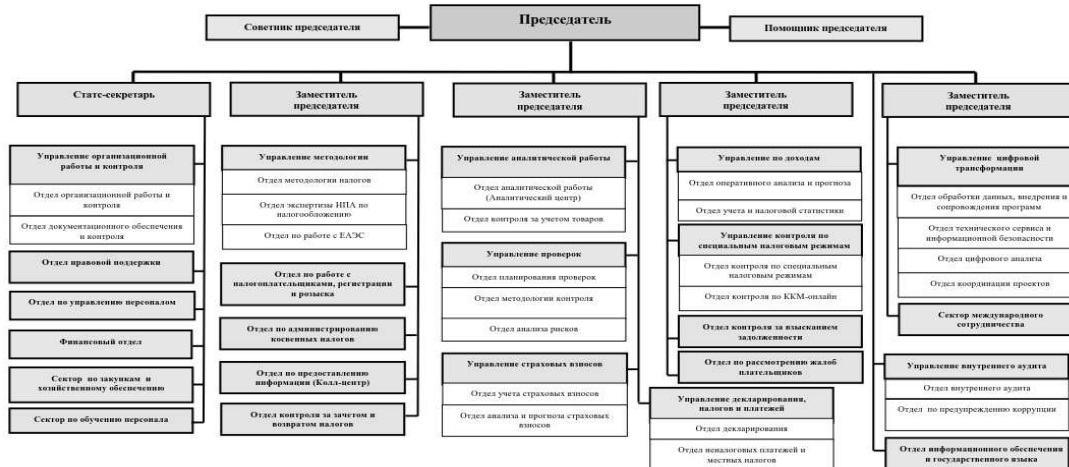 Председатель
Советник председателя
Помощник председателя
Статс-секретарь
Управление организационной
работы и контроля
Отдел организационной работы и
контроля
Отдел документационного обеспечения
и контроля
Отдел правовой поддержки
Отдел по управлению персоналом
Финансовый отдел
Сектор по закупкам и
хозяйственному обеспечению
Сектор по обучению персонала
Заместитель
председателя
Управление методологии
Отдел методологии налогов
Отдел экспертизы НПА по
налогообложению
Отдел по работе с ЕАЭС
Отдел по работе с
налогоплательщиками, регистрации
и розыска
Отдел по администрированию
косвенных налогов
Отдел по предоставлению
информации (Колл-центр)
Отдел контроля за зачетом и
возвратом налогов
Заместитель
председателя
Управление аналитической работы
Отдел аналитической работы
(Аналитический центр)
Отдел контроля за учетом товаров
Управление проверок
Отдел планирования проверок
Отдел методологии контроля
Отдел анализа рисков
Управление страховых взносов
Отдел учета страховых взносов
Отдел анализа и прогноза страховых
взносов
Управление декларирования,
налогов и платежей
Отдел декларирования
Отдел неналоговых платежей и
местных налогов
Заместитель
председателя
Управление по доходам
Отдел оперативного анализа и прогноза
Отдел учета и налоговой статистики
Управление контроля по
специальным налоговым режимам
Отдел контроля по специальным
налоговым режимам
Отдел контроля по ККМ-онлайн
Отдел контроля за взысканием
задолженности
Отдел по рассмотрению жалоб
плательщиков
Заместитель
председателя
Управление цифровой
трансформации
Отдел обработки данных, внедрения и
сопровождения программ
Отдел технического сервиса и
информационной безопасности
Отдел цифрового анализа
Отдел координации проектов
Сектор международного
сотрудничества
Управление внутреннего аудита
Отдел внутреннего аудита
Отдел по предупреждению коррупции
Отдел информационного обеспечения
и государственного языка